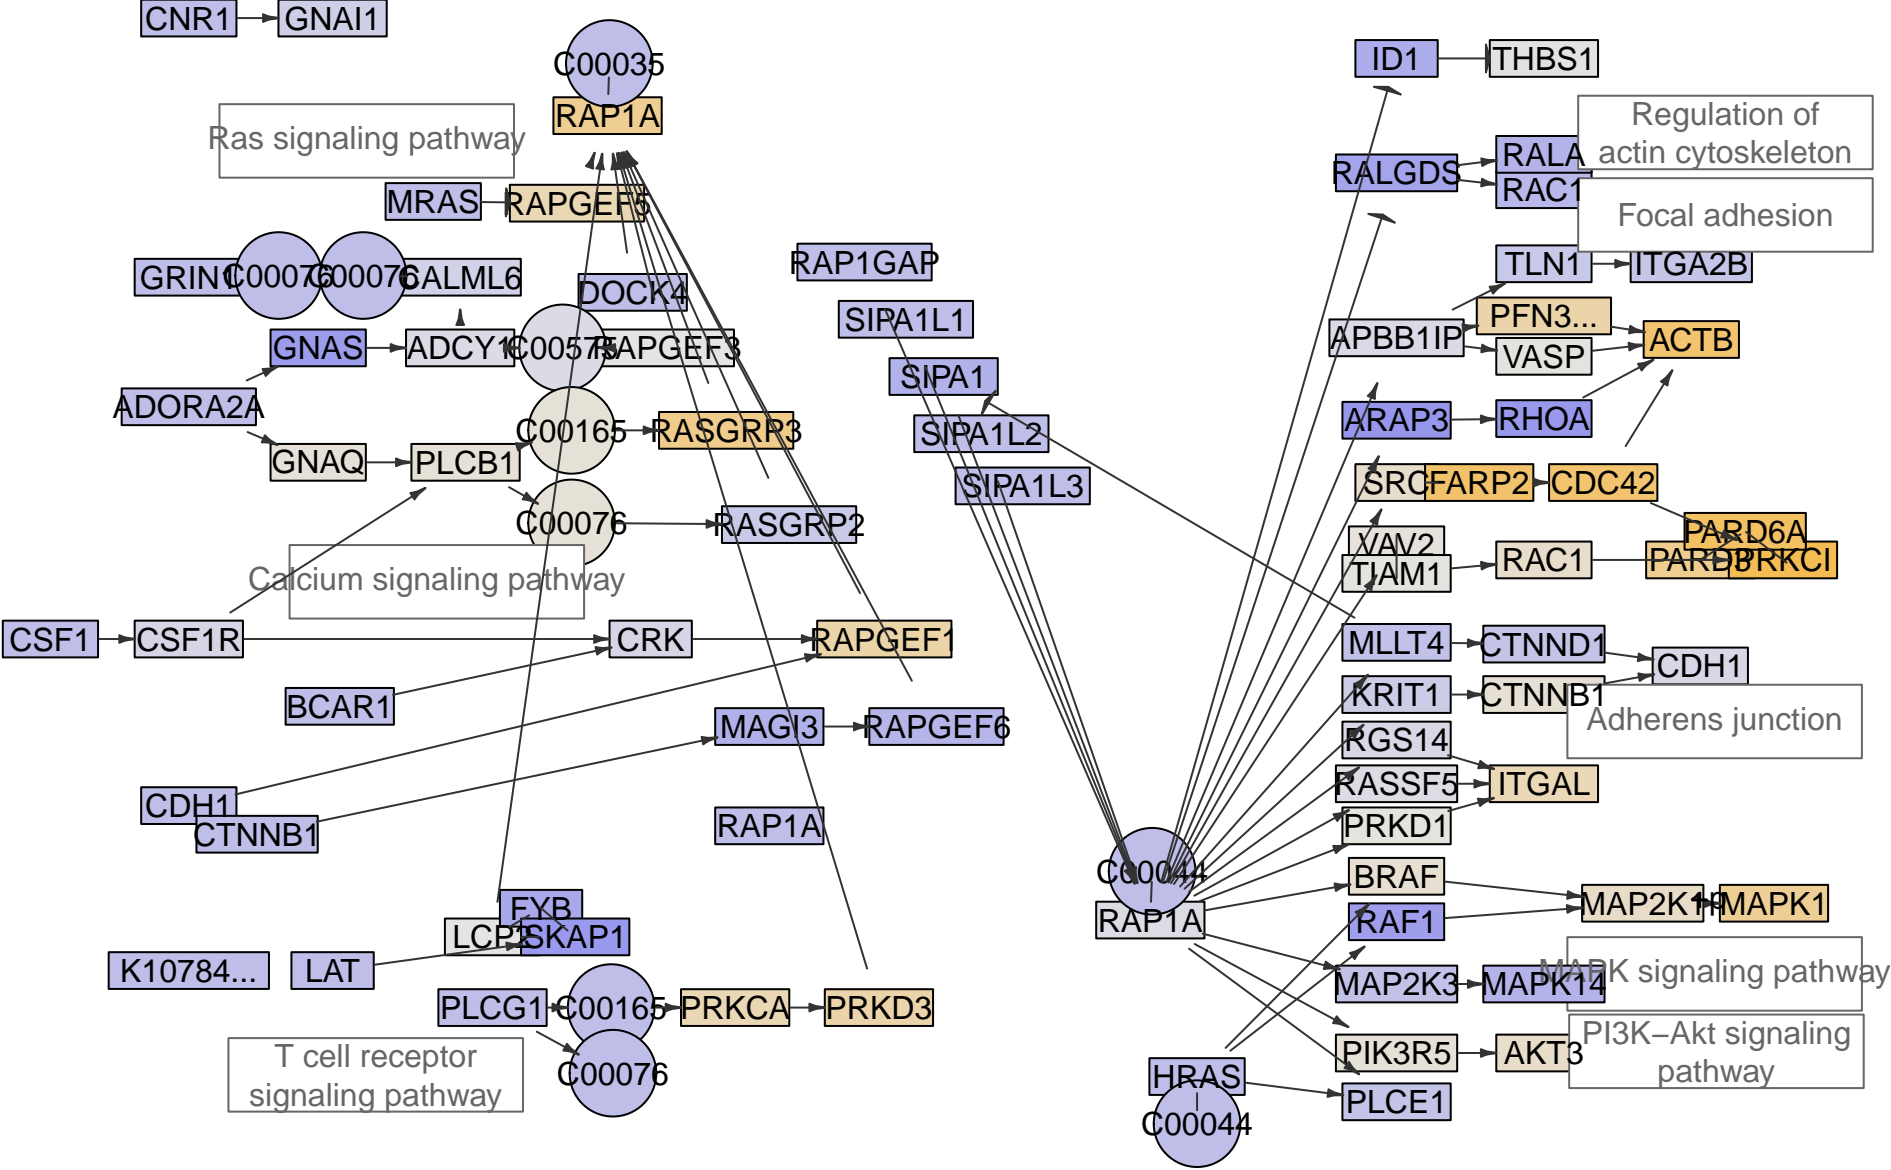 CNR1
GNAI1
C00035
RAP1A
Ras signaling pathway
MRAS
RAPGEF5
GRIN1
C00076
C00076
CALML6
DOCK4
GNAS
ADCY1
C00575
RAPGEF3
ADORA2A
GNAQ
PLCB1
C00165
RASGRP3
C00076
RASGRP2
Calcium signaling pathway
CSF1
CSF1R
CRK
RAPGEF1
BCAR1
MAGI3
RAPGEF6
CDH1
CTNNB1
RAP1A
FYB
LCP2
SKAP1
K10784...
LAT
PLCG1
C00165
PRKCA
PRKD3
C00076
T cell receptor
signaling pathway
RAP1GAP
SIPA1L1
SIPA1
SIPA1L2
SIPA1L3
C00044
RAP1A
HRAS
C00044
ID1
THBS1
Regulation of
actin cytoskeleton
RALGDS
RALA
RAC1
Focal adhesion
TLN1
ITGA2B
APBB1IP
PFN3...
VASP
ACTB
ARAP3
RHOA
SRC
FARP2
CDC42
VAV2
TIAM1
RAC1
PARD6A
PARD3
PRKCI
MLLT4
CTNND1
CDH1
KRIT1
CTNNB1
Adherens junction
RGS14
RASSF5
ITGAL
PRKD1
BRAF
RAF1
MAP2K1
+p
MAPK1
MAP2K3
MAPK14
MAPK signaling pathway
PIK3R5
AKT3
PI3K−Akt signaling
pathway
PLCE1